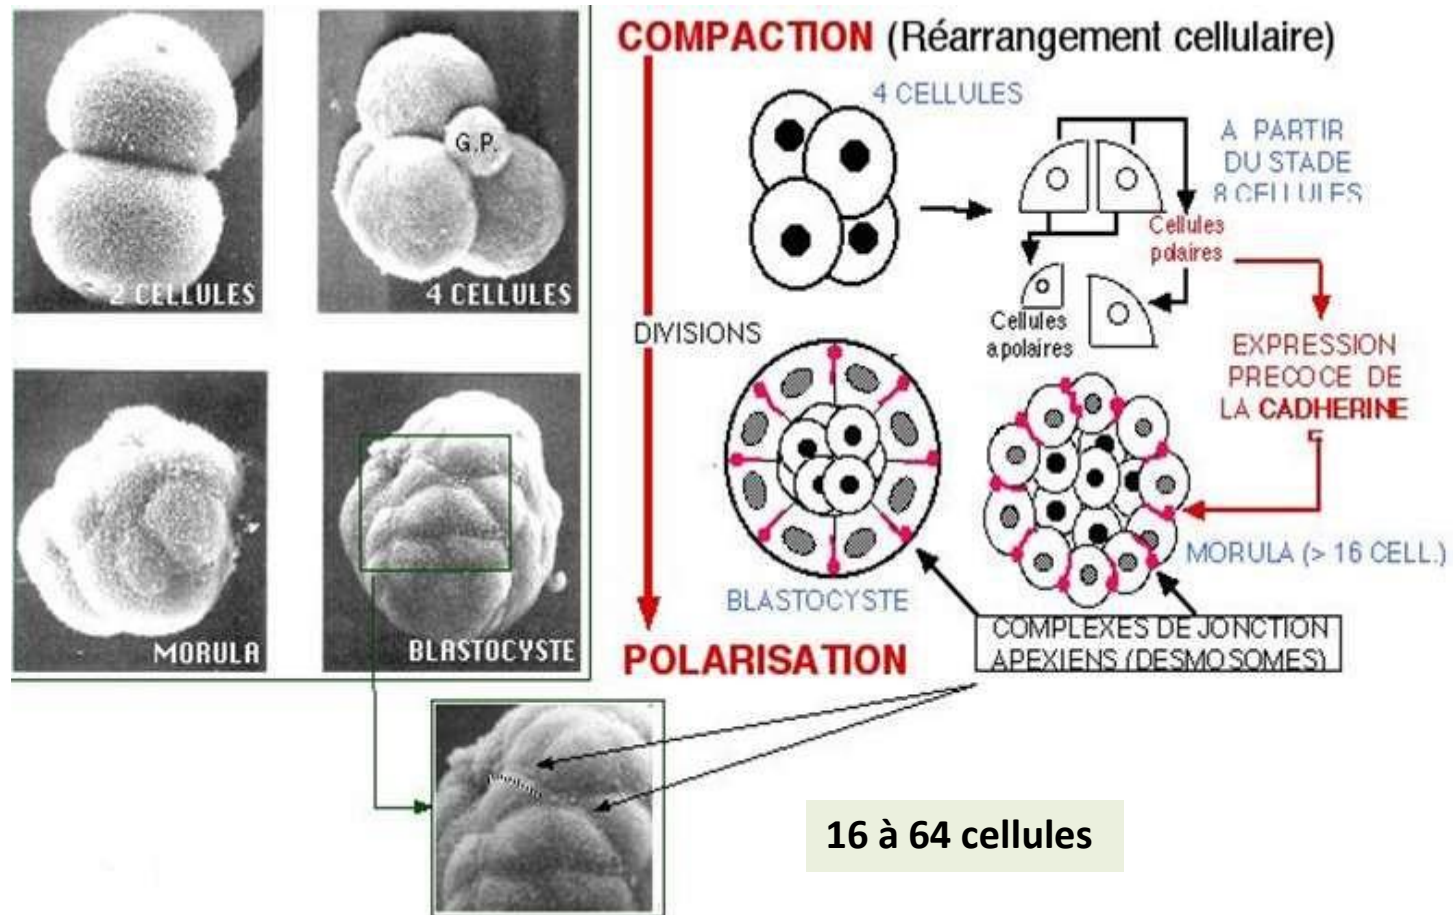 2 CELLULES
G.P.
4 CELLULES
MORULA
BLASTOCYSTE
COMPACTION (Réarrangement cellulaire)
4 CELLULES
A PARTIR
DU STADE
8 CELLULES
Cellules
polaires
Cellules
apolaires
DIVISIONS
EXPRESSION
PRECOCE DE
LA CADHERINE
MORULA (> 16 CELL.)
BLASTOCYSTE
COMPLEXES DE JONCTION
APEXIENS (DESMOSOMES)
POLARISATION
16 à 64 cellules